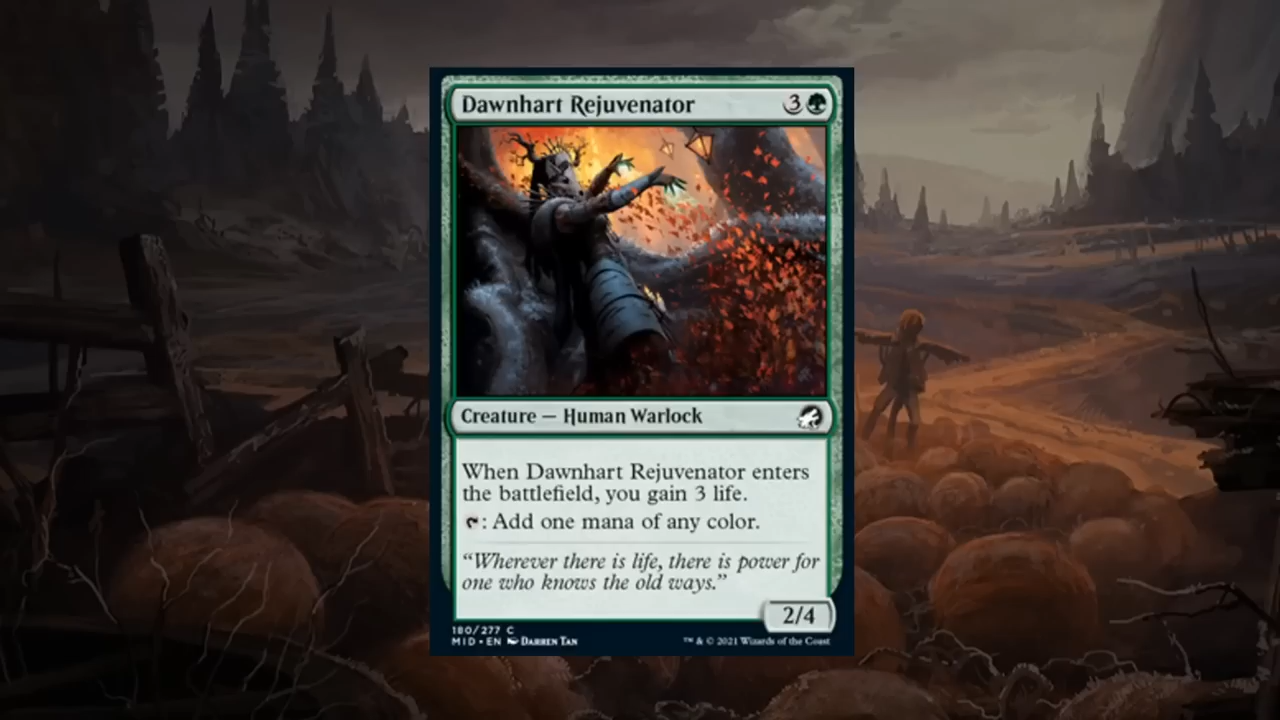 Dawnhart Rejuvenator 3
Creature — Human Warlock
When Dawnhart Rejuvenator enters
the battlefield, you gain 3 life.
: Add one mana of any color.
“Wherever there is life, there is power for
one who knows the old ways.”
2/4
180/277 C
MID • EN DARREN TAN
™ & © 2021 Wizards of the Coast